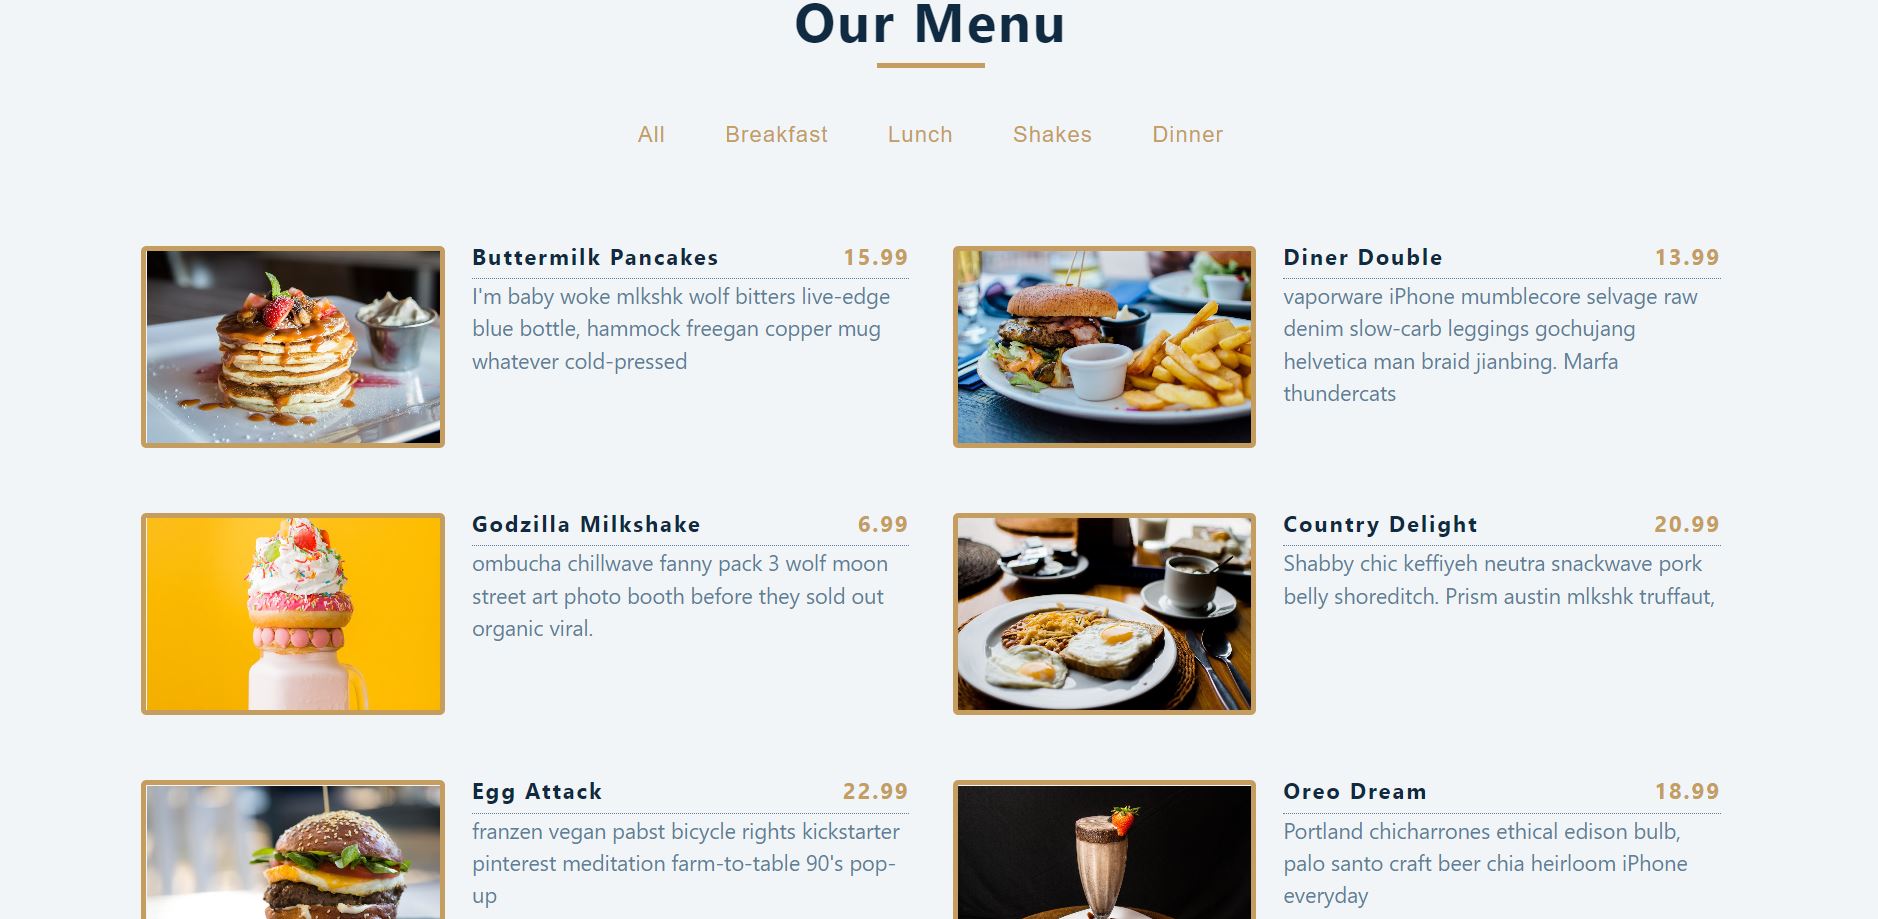 Our Menu
All Breakfast Lunch Shakes Dinner
Buttermilk Pancakes 15.99
I'm baby woke mlkshk wolf bitters live-edge
blue bottle, hammock freegan copper mug
whatever cold-pressed
Diner Double 13.99
vaporware iPhone mumblecore selvage raw
denim slow-carb leggings gochujang
helvetica man braid jianbing. Marfa
thundercats
Godzilla Milkshake 6.99
ombucha chillwave fanny pack 3 wolf moon
street art photo booth before they sold out
organic viral.
Country Delight 20.99
Shabby chic keffiyeh neutra snackwave pork
belly shoreditch. Prism austin mlkshk truffaut,
Egg Attack 22.99
franzen vegan pabst bicycle rights kickstarter
pinterest meditation farm-to-table 90's pop-
up
Oreo Dream 18.99
Portland chicharrones ethical edison bulb,
palo santo craft beer chia heirloom iPhone
everyday